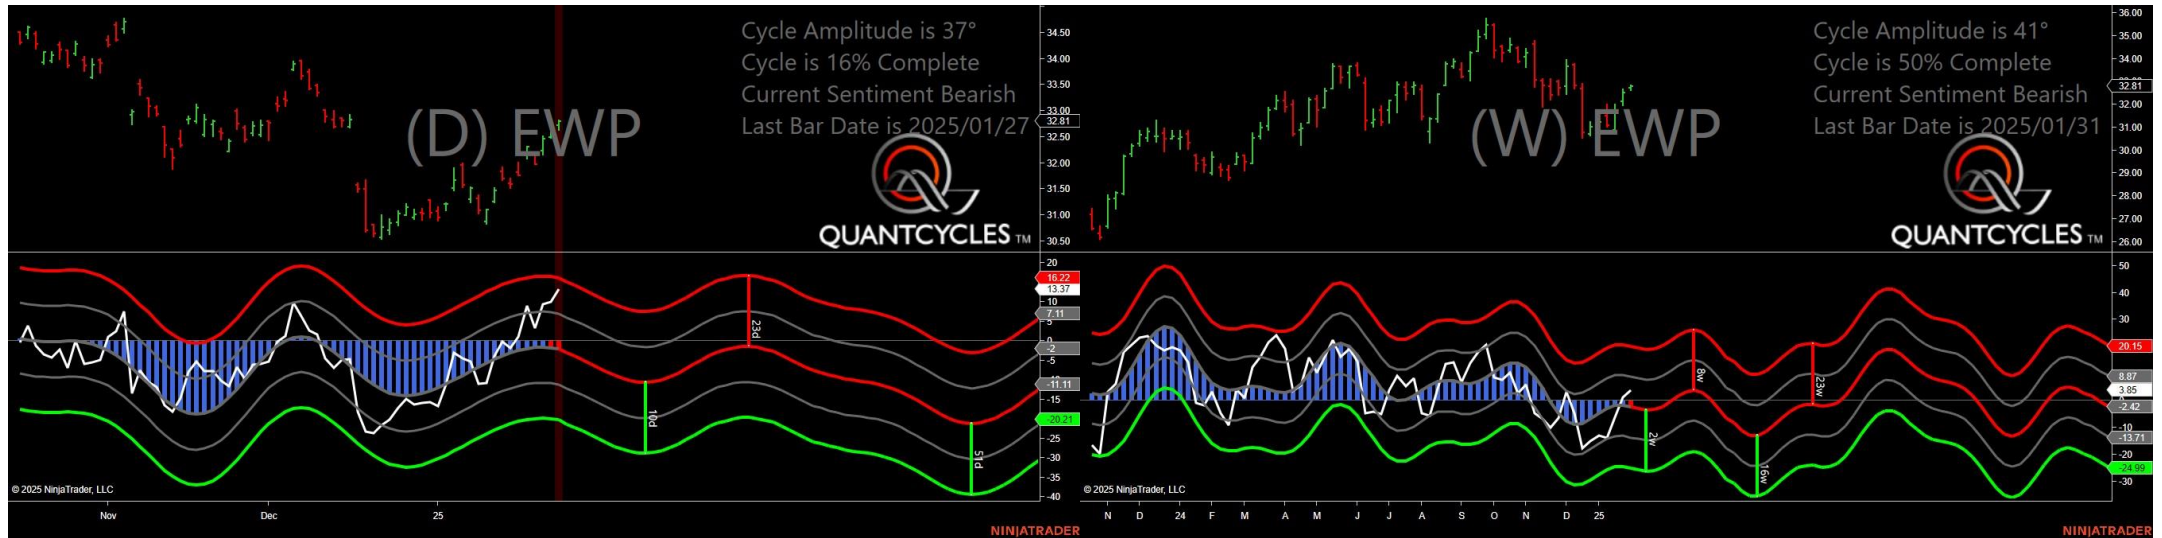 Cycle Amplitude is 37°
Cycle is 16% Complete
Current Sentiment Bearish
Last Bar Date is 2025/01/27
(D) EWP
QUANTCYCLES TM
34.50
34.00
33.50
33.00
32.81
32.00
31.50
31.00
30.50
20
16.22
13.37
10
7.11
5
0
-2
-5
-11.11
-15
-20.21
-25
-30
-35
-40
23d
10d
51d
© 2025 NinjaTrader, LLC
Nov
Dec
25
NINJATRADER
Cycle Amplitude is 41°
Cycle is 50% Complete
Current Sentiment Bearish
Last Bar Date is 2025/01/31
(W) EWP
QUANTCYCLES TM
36.00
35.00
34.00
32.81
32.00
31.00
30.00
29.00
28.00
27.00
26.00
50
40
30
20.15
8.87
3.85
-2.42
-10
-13.71
-20
-24.99
-30
8w
23w
2w
16w
© 2025 NinjaTrader, LLC
N D 24 F M A M J J A S O N D 25
NINJATRADER